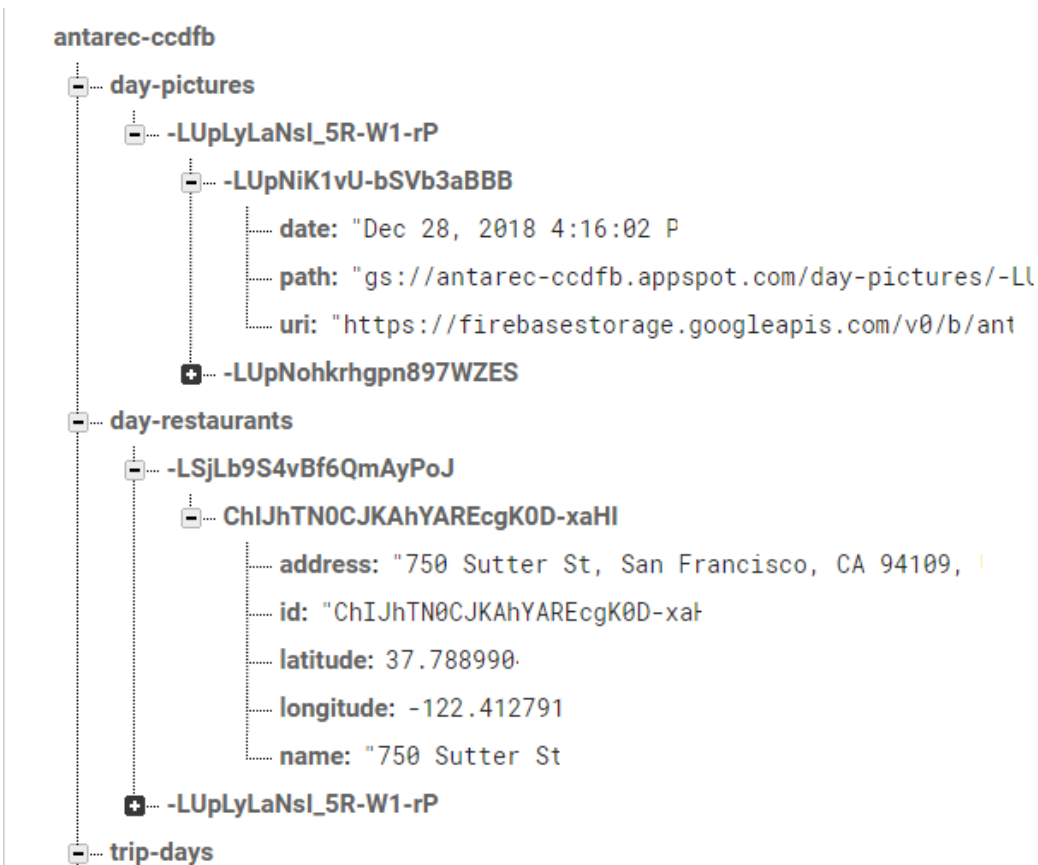 antarec-ccdfb
day-pictures
-LUpLyLaNsI_5R-W1-rP
-LUpNiK1vU-bSVb3aBBB
date: "Dec 28, 2018 4:16:02 P
path: "gs://antarec-ccdfb.appspot.com/day-pictures/-LU
uri: "https://firebasestorage.googleapis.com/v0/b/ant
-LUpNohkrhgpn897WZES
day-restaurants
-LSjLb9S4vBf6QmAyPoJ
ChIJhTN0CJKAhYAREcgK0D-xaHI
address: "750 Sutter St, San Francisco, CA 94109,
id: "ChIJhTN0CJKAhYAREcgK0D-xaH
latitude: 37.788990
longitude: -122.412791
name: "750 Sutter St
-LUpLyLaNsI_5R-W1-rP
trip-days